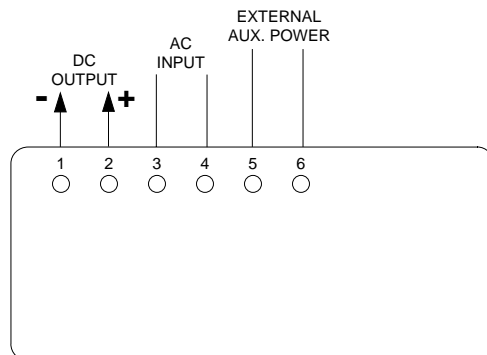 EXTERNAL
AUX. POWER
AC
INPUT
DC
OUTPUT
- +
1 2 3 4 5 6